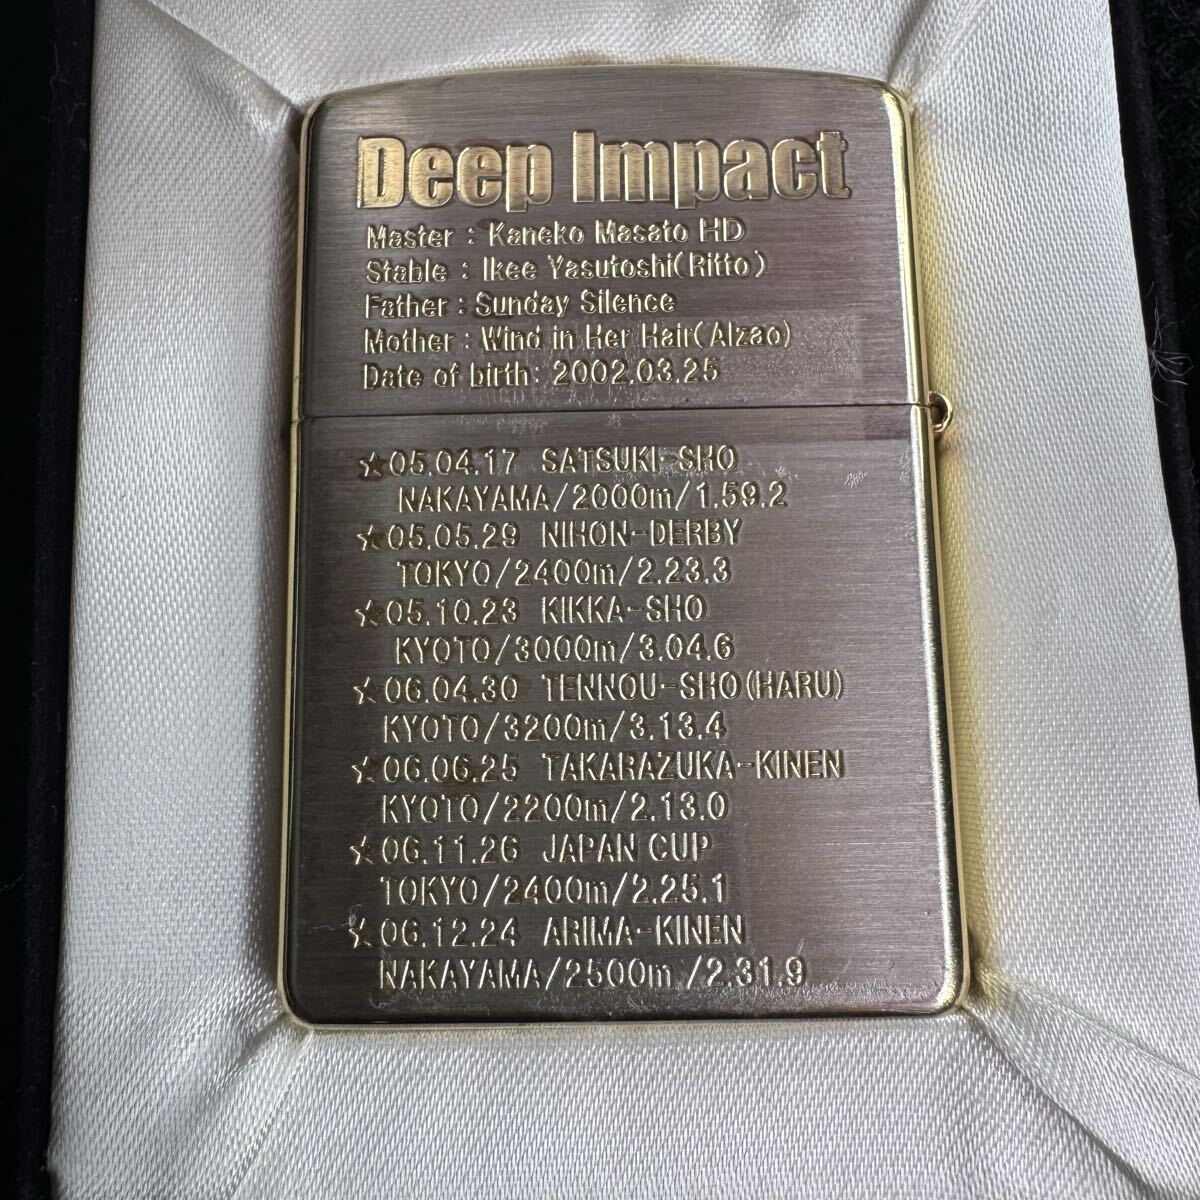 Deep Impact
Master : Kaneko Masato HD
Stable : Ikee Yasutoshi(Ritto)
Father : Sunday Silence
Mother : Wind in Her Hair(Alzao)
Date of birth: 2002.03.25
☆05.04.17 SATSUKI-SHO
NAKAYAMA/2000m/1.59.2
☆05.05.29 NIHON-DERBY
TOKYO/2400m/2.23.3
☆05.10.23 KIKKA-SHO
KYOTO/3000m/3.04.6
☆06.04.30 TENNOU-SHO(HARU)
KYOTO/3200m/3.13.4
☆06.06.25 TAKARAZUKA-KINEN
KYOTO/2200m/2.13.0
☆06.11.26 JAPAN CUP
TOKYO/2400m/2.25.1
☆06.12.24 ARIMA-KINEN
NAKAYAMA/2500m /2.31.9